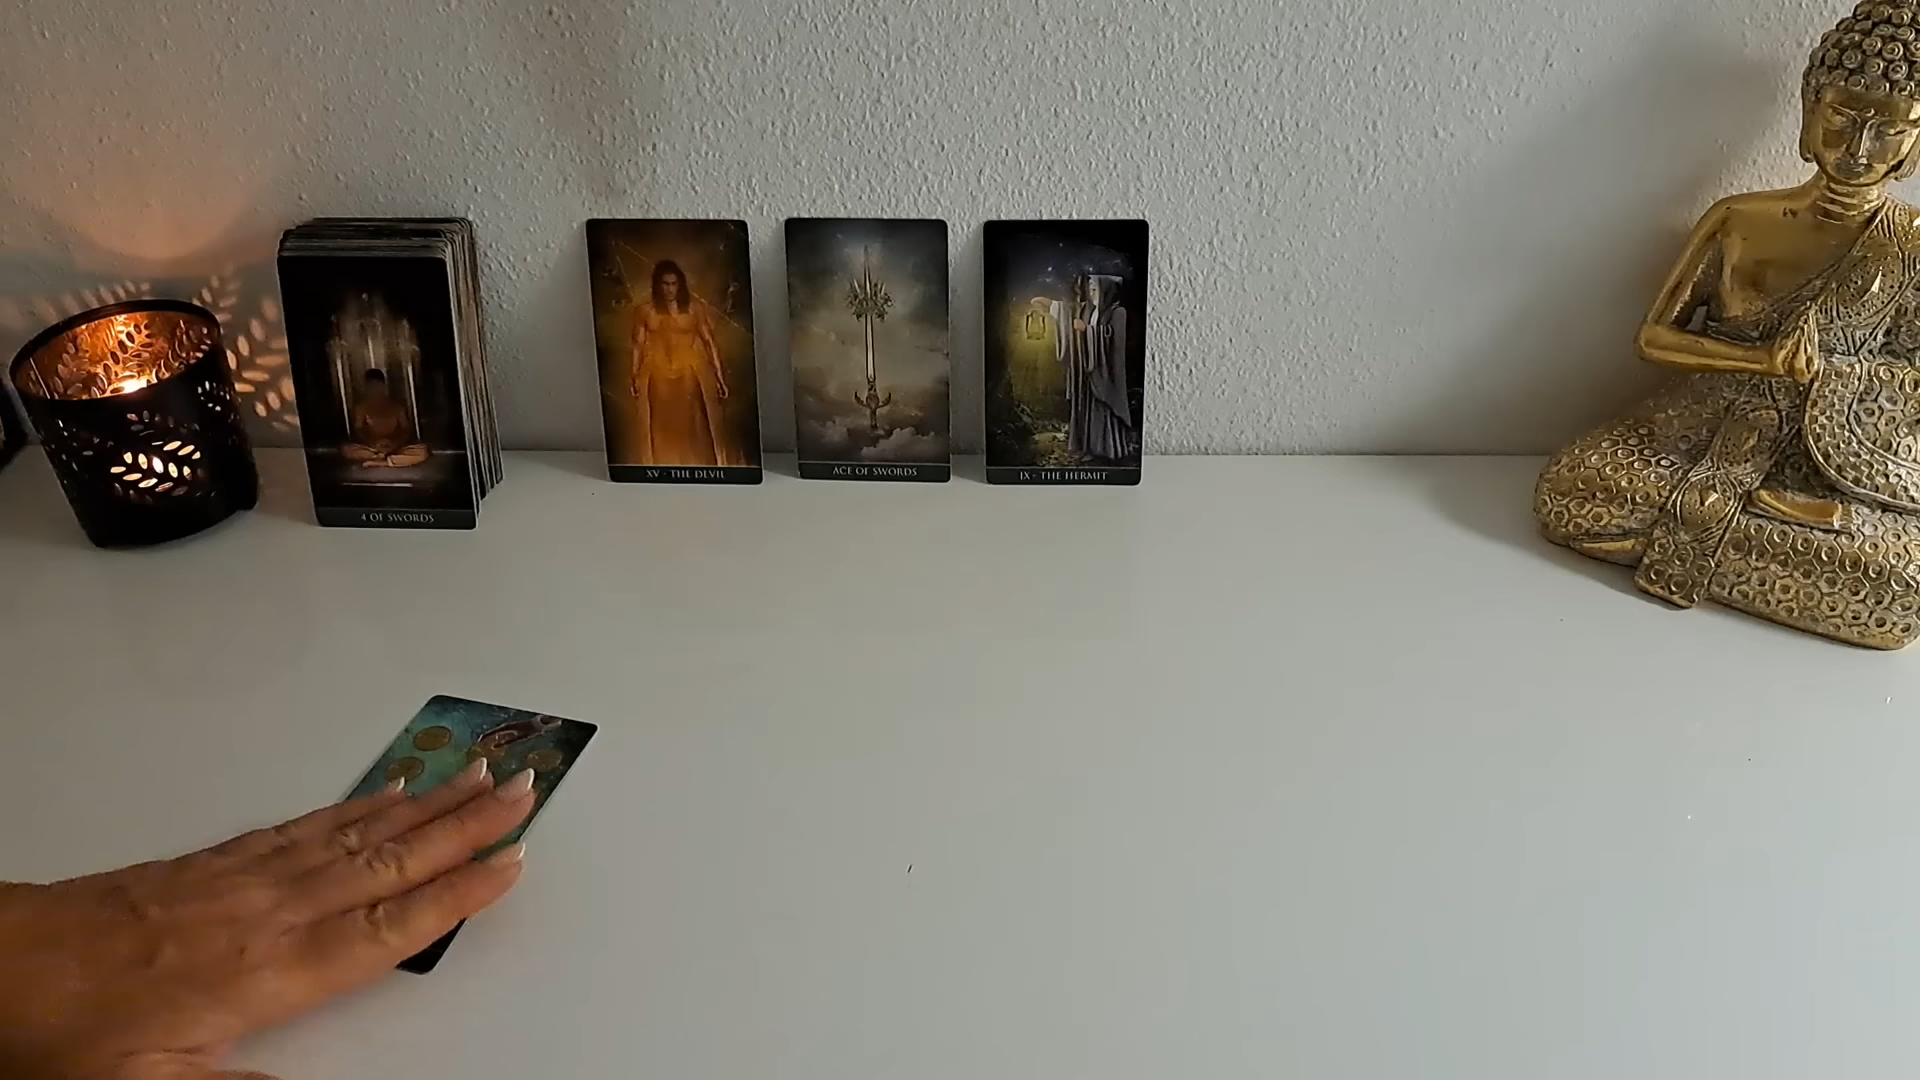 4 OF SWORDS
XV - THE DEVIL
ACE OF SWORDS
IX - THE HERMIT